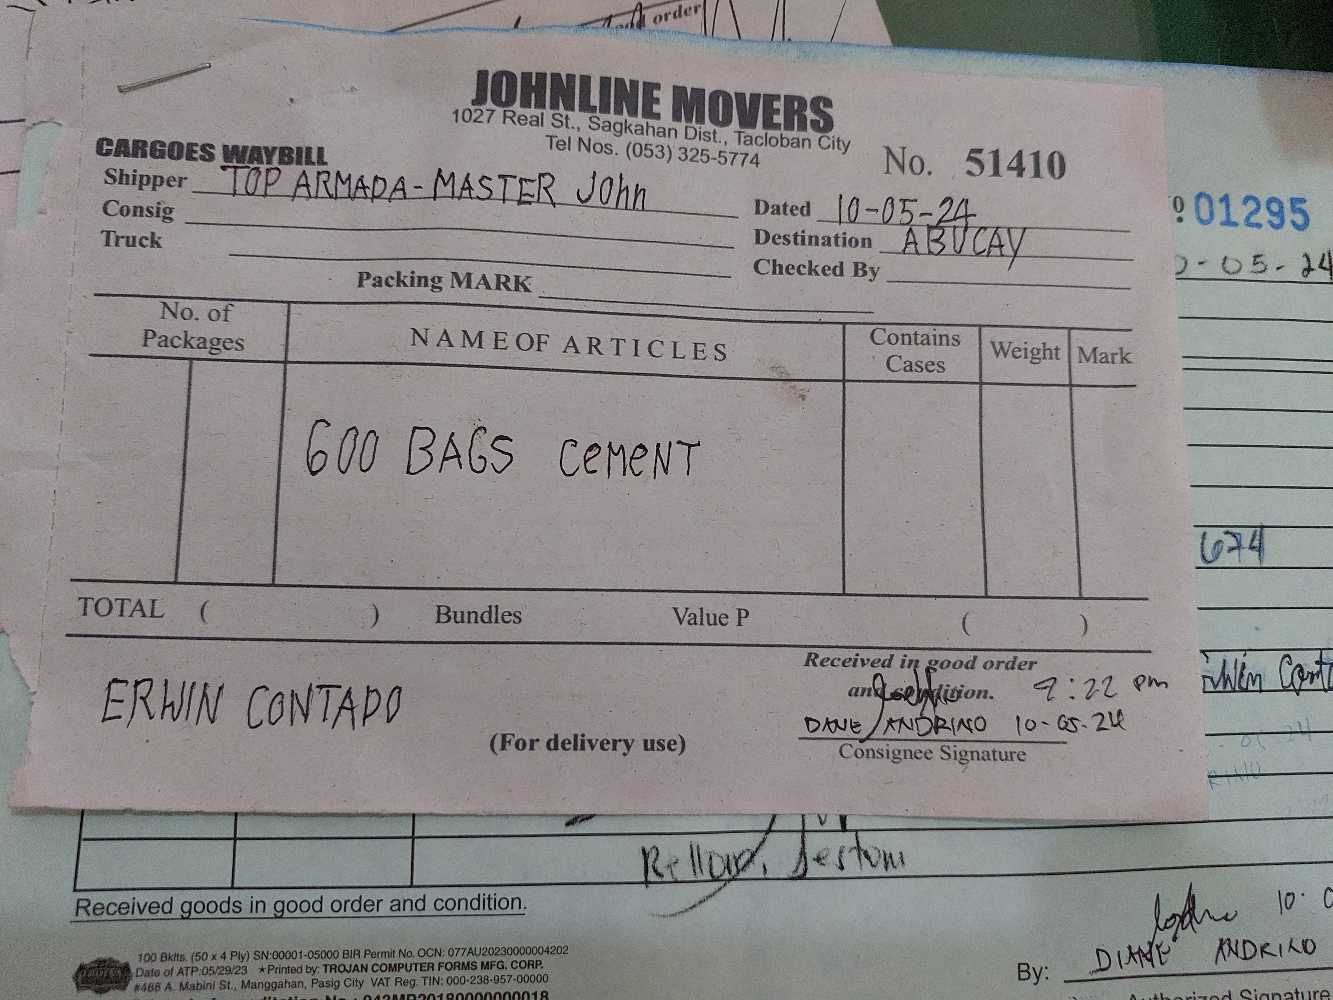 order
JOHNLINE MOVERS
1027 Real St., Sagkahan Dist., Tacloban City
Tel Nos. (053) 325-5774
CARGOES WAYBILL
No. 51410
Shipper TOP ARMADA-MASTER John
Consig
Truck
Dated 10-05-24
Destination ABUCAY
Checked By
Packing MARK
01295
-05-24
No. of Packages
NAME OF ARTICLES
Contains Cases
Weight
Mark
600 BAGS CEMENT
674
TOTAL ( ) Bundles Value P ( )
Received in good order
and condition. 9:22 pm
ERWIN CONTADO
DANE ANDRINO 10-05-24
(For delivery use)
Consignee Signature
Received goods in good order and condition.
100 Bklts. (50 x 4 Ply) SN:00001-05000 BIR Permit No. OCN: 077AU20230000004202
Date of ATP:05/29/23 *Printed by: TROJAN COMPUTER FORMS MFG. CORP.
#488 A. Mabini St., Manggahan, Pasig City VAT Reg. TIN: 000-238-957-00000
By: DIANE ANDRINO
Authorized Signature